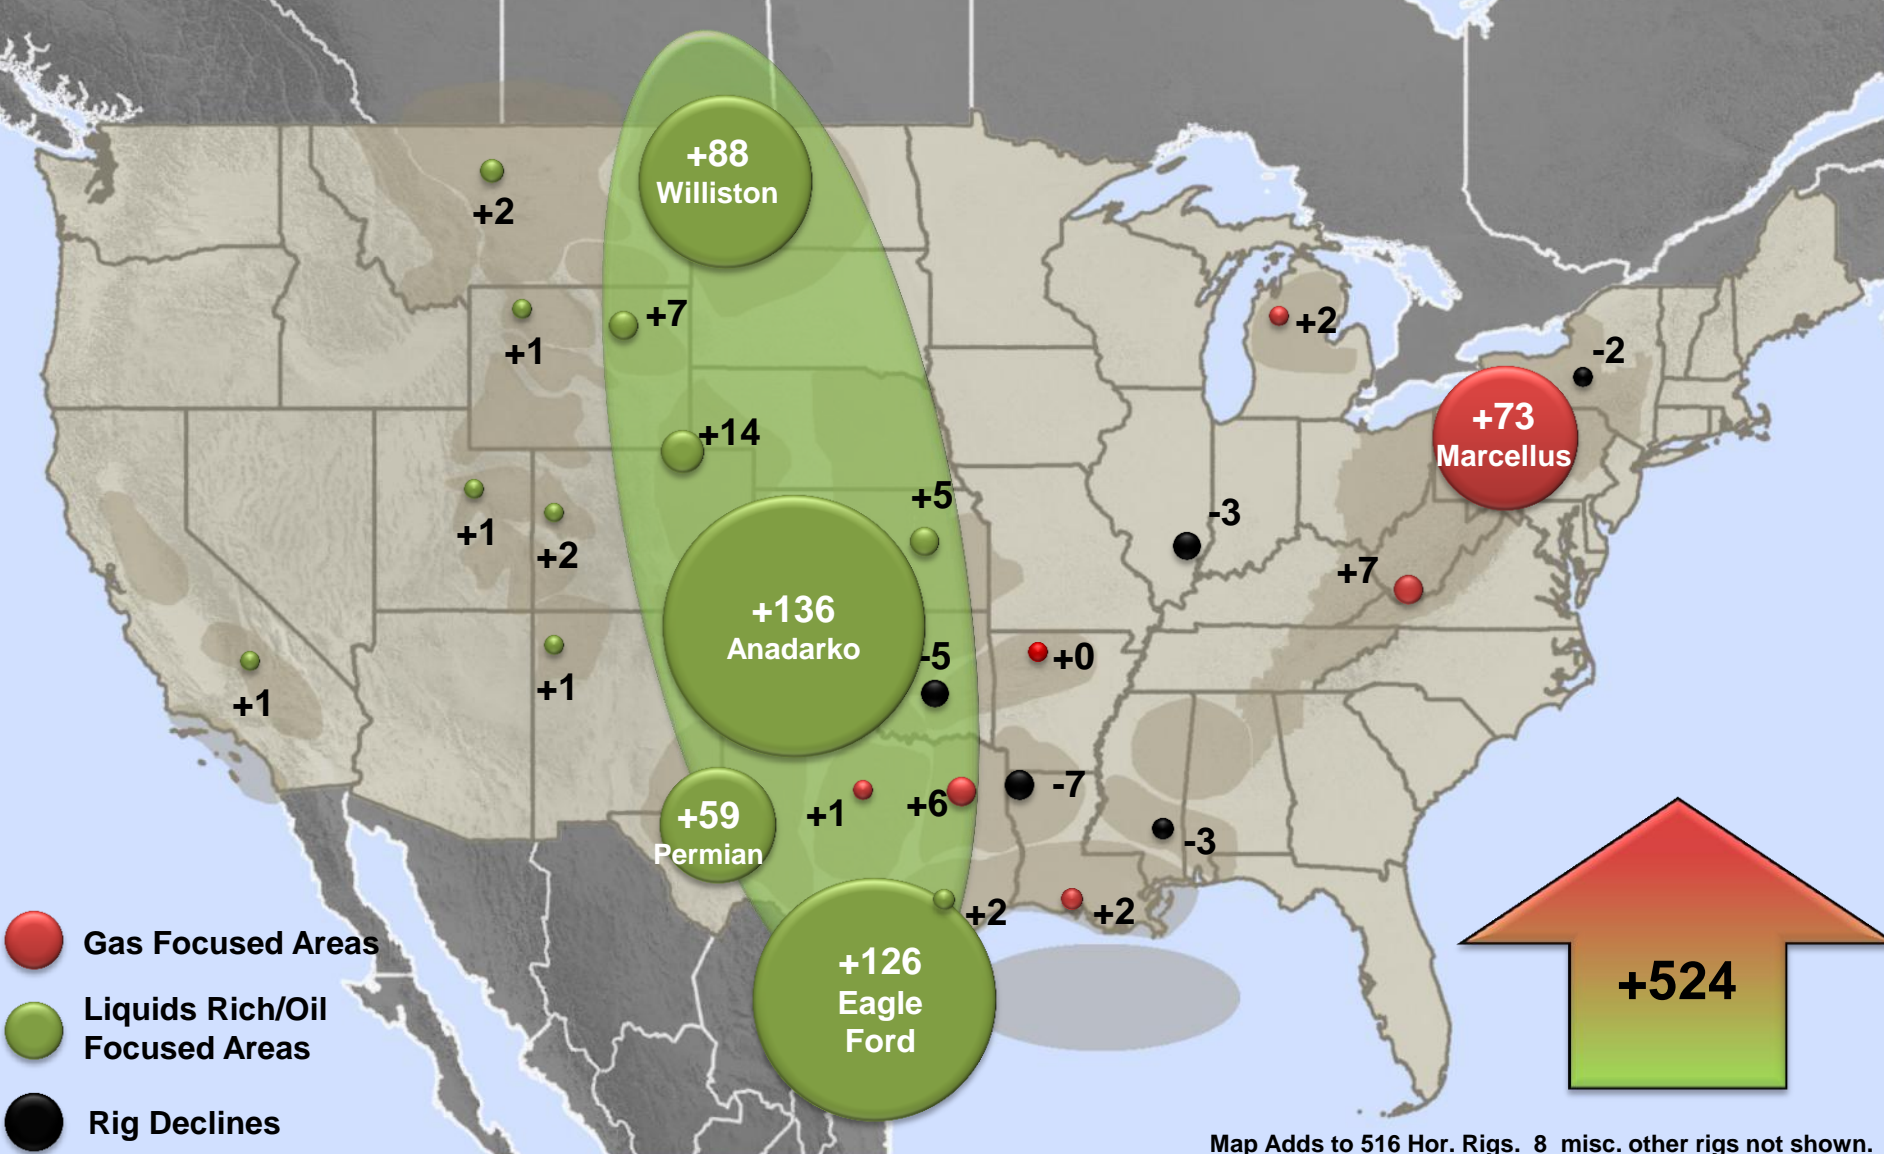 +88
Williston
+2
+7
+1
+2
-2
+73
Marcellus
+14
+5
+1
+2
-3
+7
+136
Anadarko
-5
+0
+1
+1
-7
+59
Permian
+1
+6
-3
+2
+2
+126
Eagle
Ford
+524
Gas Focused Areas
Liquids Rich/Oil
Focused Areas
Rig Declines
Map Adds to 516 Hor. Rigs. 8 misc. other rigs not shown.